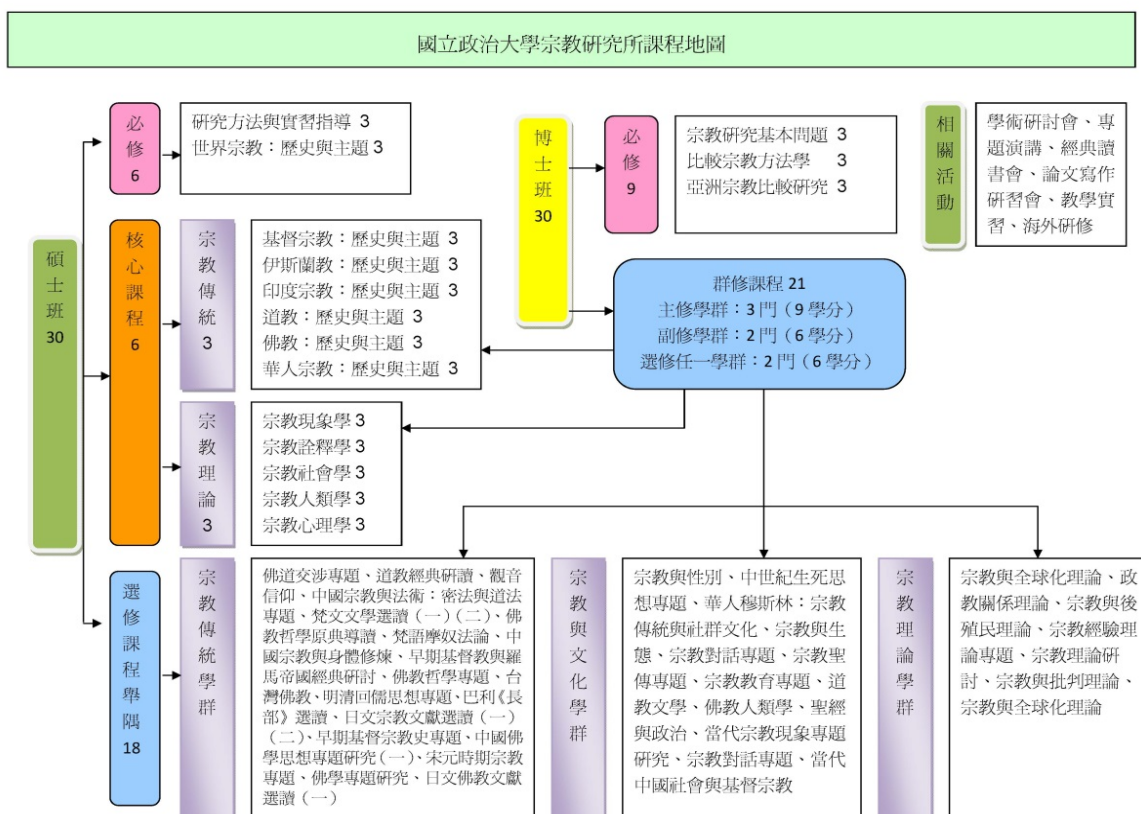 國立政治大學宗教研究所課程地圖
碩士班
30
必修
6
研究方法與實習指導 3
世界宗教：歷史與主題 3
核心課程
6
宗教傳統
3
基督宗教：歷史與主題 3
伊斯蘭教：歷史與主題 3
印度宗教：歷史與主題 3
道教：歷史與主題 3
佛教：歷史與主題 3
華人宗教：歷史與主題 3
宗教理論
3
宗教現象學 3
宗教詮釋學 3
宗教社會學 3
宗教人類學 3
宗教心理學 3
博士班
30
必修
9
宗教研究基本問題 3
比較宗教方法學 3
亞洲宗教比較研究 3
群修課程 21
主修學群：3 門（9 學分）
副修學群：2 門（6 學分）
選修任一學群：2 門（6 學分）
相關活動
學術研討會、專
題演講、經典讀
書會、論文寫作
研習會、教學實
習、海外研修
選修課程舉隅
18
宗教傳統學群
佛道交涉專題、道教經典研讀、觀音
信仰、中國宗教與法術：密法與道法
專題、梵文文學選讀（一）（二）、佛
教哲學原典導讀、梵語摩奴法論、中
國宗教與身體修煉、早期基督教與羅
馬帝國經典研討、佛教哲學專題、台
灣佛教、明清回儒思想專題、巴利《長
部》選讀、日文宗教文獻選讀（一）
（二）、早期基督宗教史專題、中國佛
學思想專題研究（一）、宋元時期宗教
專題、佛學專題研究、日文佛教文獻
選讀（一）
宗教與文化學群
宗教與性別、中世紀生死思
想專題、華人穆斯林：宗教
傳統與社群文化、宗教與生
態、宗教對話專題、宗教聖
傳專題、宗教教育專題、道
教文學、佛教人類學、聖經
與政治、當代宗教現象專題
研究、宗教對話專題、當代
中國社會與基督宗教
宗教理論學群
宗教與全球化理論、政
教關係理論、宗教與後
殖民理論、宗教經驗理
論專題、宗教理論研
討、宗教與批判理論、
宗教與全球化理論